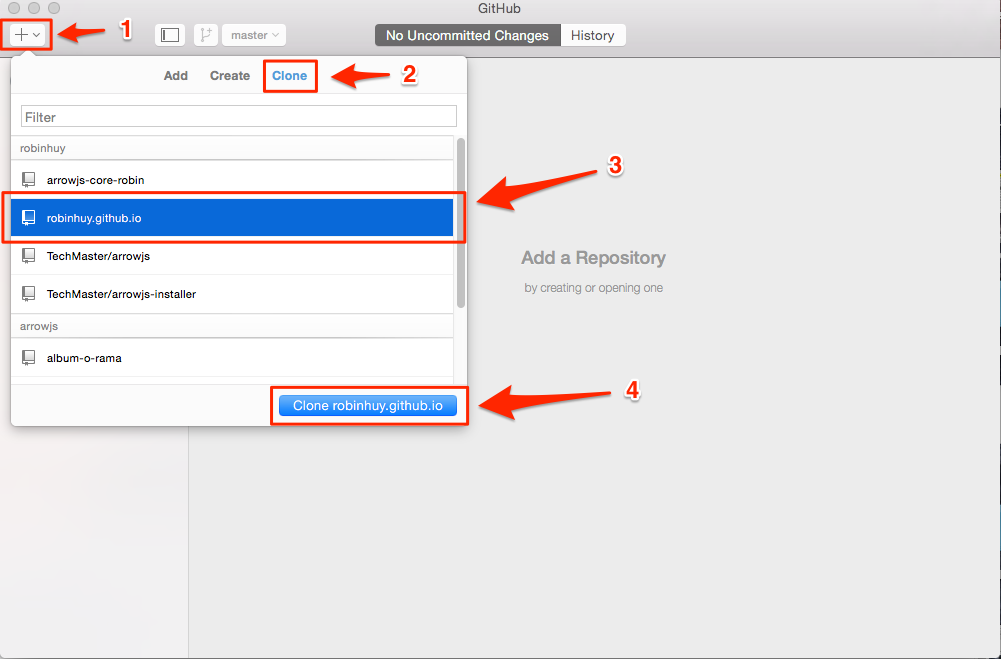 GitHub
1
master
No Uncommitted Changes
History
Add
Create
Clone
2
Filter
robinhuy
arrowjs-core-robin
3
robinhuy.github.io
TechMaster/arrowjs
Add a Repository
by creating or opening one
TechMaster/arrowjs-installer
arrowjs
album-o-rama
Clone robinhuy.github.io
4